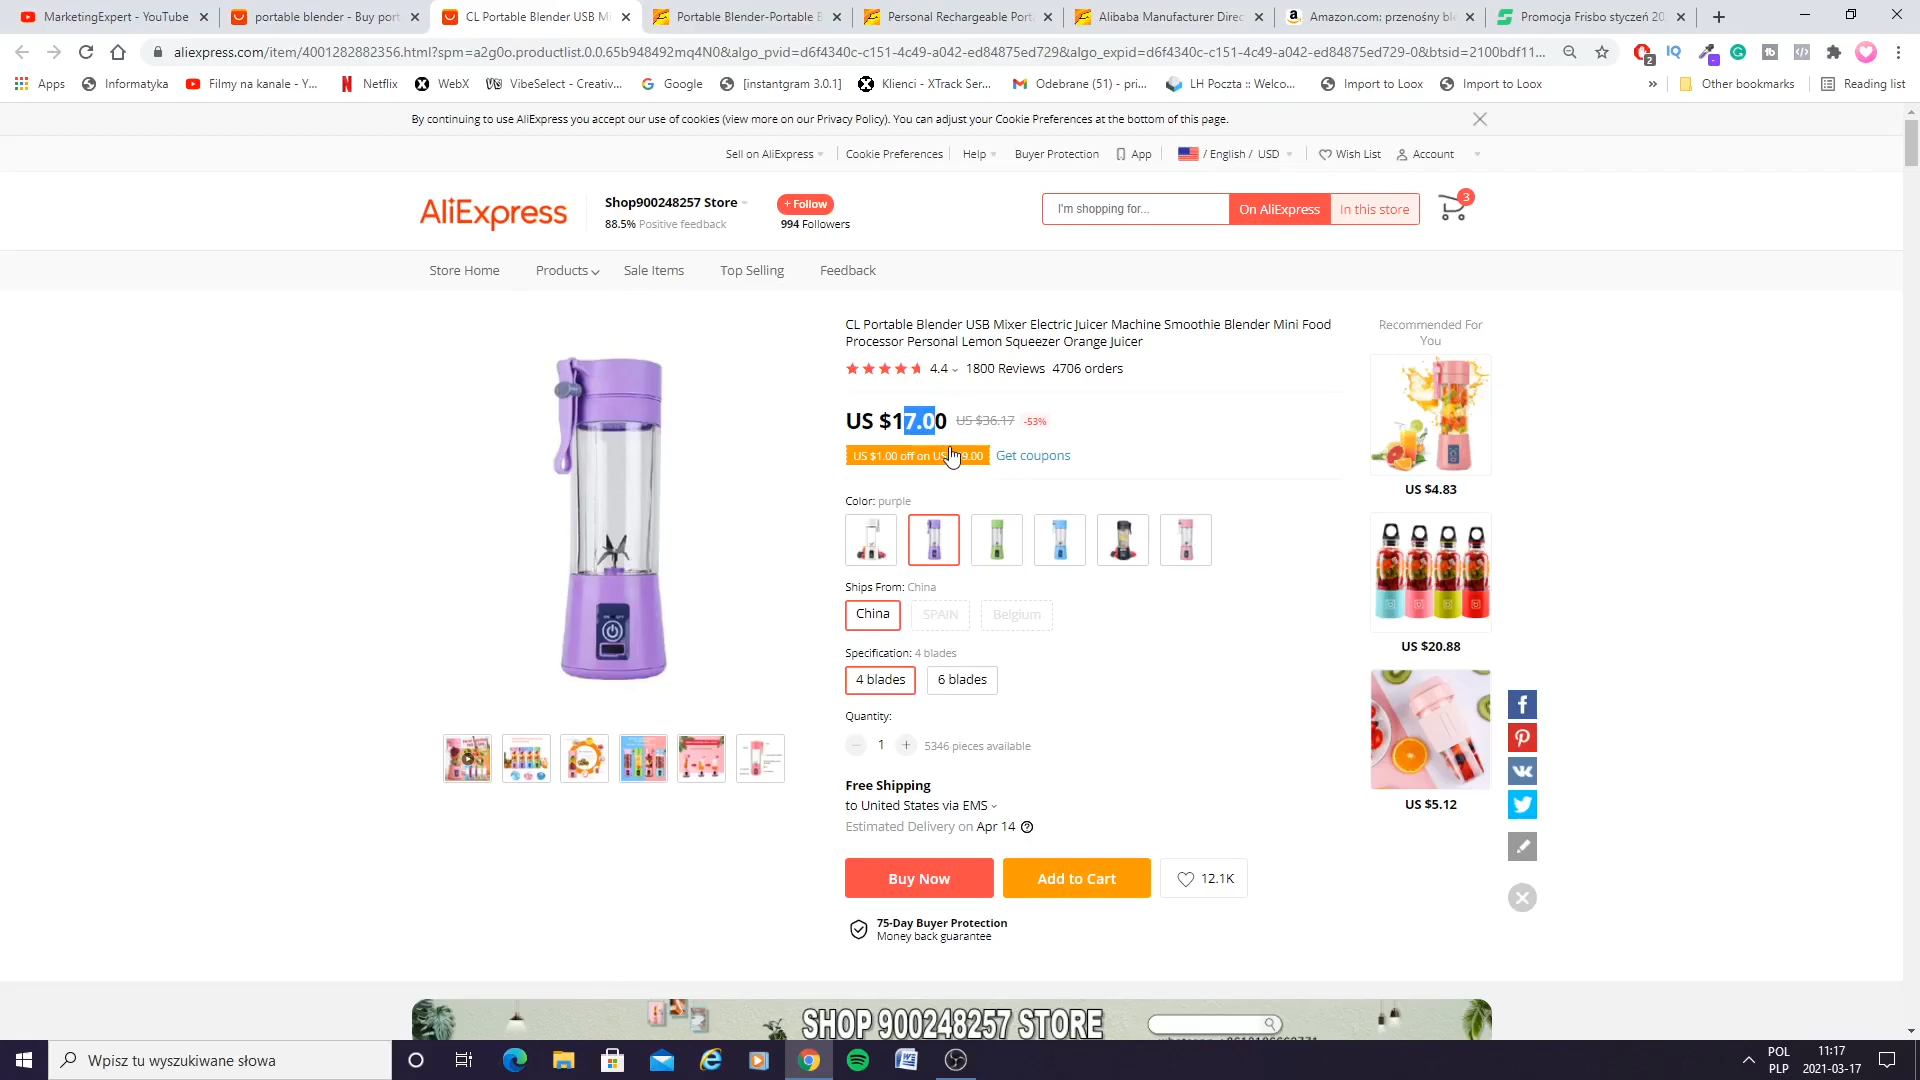 MarketingExpert - YouTube
portable blender - Buy port
CL Portable Blender USB Mi
Portable Blender-Portable B
Personal Rechargeable Port
Alibaba Manufacturer Direc
Amazon.com: przenośny ble
Promocja Frisbo styczeń 202
aliexpress.com/item/4001282882356.html?spm=a2g0o.productlist.0.0.65b948492mq4N0&algo_pvid=d6f4340c-c151-4c49-a042-ed84875ed729&algo_expid=d6f4340c-c151-4c49-a042-ed84875ed729-0&btsid=2100bdf11...
Apps
Informatyka
Filmy na kanale - Y...
Netflix
WebX
VibeSelect - Creativ...
Google
[instantgram 3.0.1]
Klienci - XTrack Ser...
Odebrane (51) - pri...
LH Poczta :: Welco...
Import to Loox
Import to Loox
Other bookmarks
Reading list
By continuing to use AliExpress you accept our use of cookies (view more on our Privacy Policy). You can adjust your Cookie Preferences at the bottom of this page.
Sell on AliExpress
Cookie Preferences
Help
Buyer Protection
App
/ English / USD
Wish List
Account
AliExpress
Shop900248257 Store
88.5% Positive feedback
+ Follow
994 Followers
I'm shopping for...
On AliExpress
In this store
3
Store Home
Products
Sale Items
Top Selling
Feedback
CL Portable Blender USB Mixer Electric Juicer Machine Smoothie Blender Mini Food
Processor Personal Lemon Squeezer Orange Juicer
4.4
1800 Reviews
4706 orders
US $17.00
US $36.17
-53%
US $1.00 off on US 9.00
Get coupons
Color: purple
Ships From: China
China
SPAIN
Belgium
Specification: 4 blades
4 blades
6 blades
Quantity:
1
5346 pieces available
Free Shipping
to United States via EMS
Estimated Delivery on Apr 14
Buy Now
Add to Cart
12.1K
75-Day Buyer Protection
Money back guarantee
Recommended For
You
US $4.83
US $20.88
US $5.12
SHOP 900248257 STORE
Wpisz tu wyszukiwane słowa
POL
PLP
11:17
2021-03-17